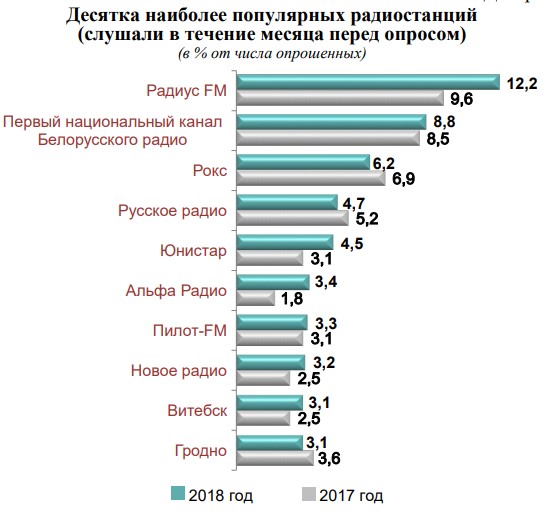 Десятка наиболее популярных радиостанций
(слушали в течение месяца перед опросом)
(в % от числа опрошенных)
Радиус FM
12,2
9,6
Первый национальный канал
Белорусского радио
8,8
8,5
Рокс
6,2
6,9
Русское радио
4,7
5,2
Юнистар
4,5
3,1
Альфа Радио
3,4
1,8
Пилот-FM
3,3
3,1
Новое радио
3,2
2,5
Витебск
3,1
2,5
Гродно
3,1
3,6
2018 год 2017 год